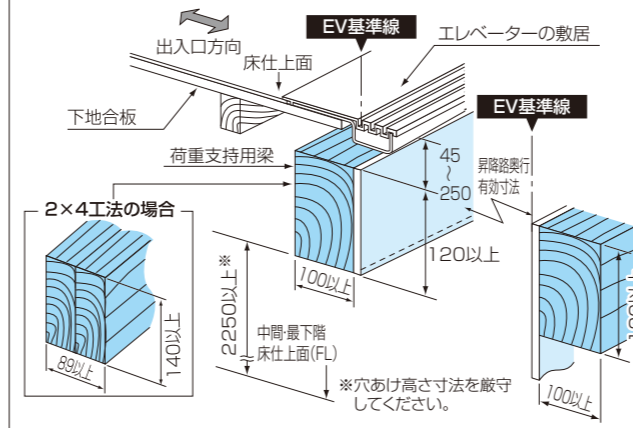 出入口方向
EV基準線
エレベーターの敷居
床仕上面
下地合板
EV基準線
荷重支持用梁
45
~
250
昇降路奥行
有効寸法
2×4工法の場合
120以上
100以上
2250以上※
中間・最下階
床仕上面(FL)
140以上
89以上
※穴あけ高さ寸法を厳守
してください。
100以上